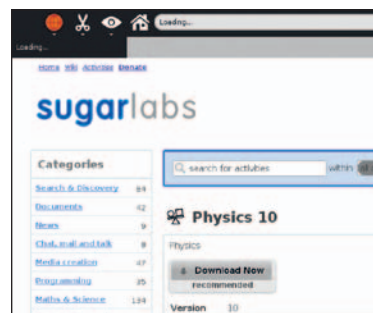 Loading...
Loading...
Home Wiki Activities Donate
sugarlabs
Categories
search for activities
within
Search & Discovery 84
Documents 42
News 9
Chat, mail and talk 8
Media creation 47
Programming 35
Maths & Science 134
Physics 10
Physics
Download Now
recommended
Version 10